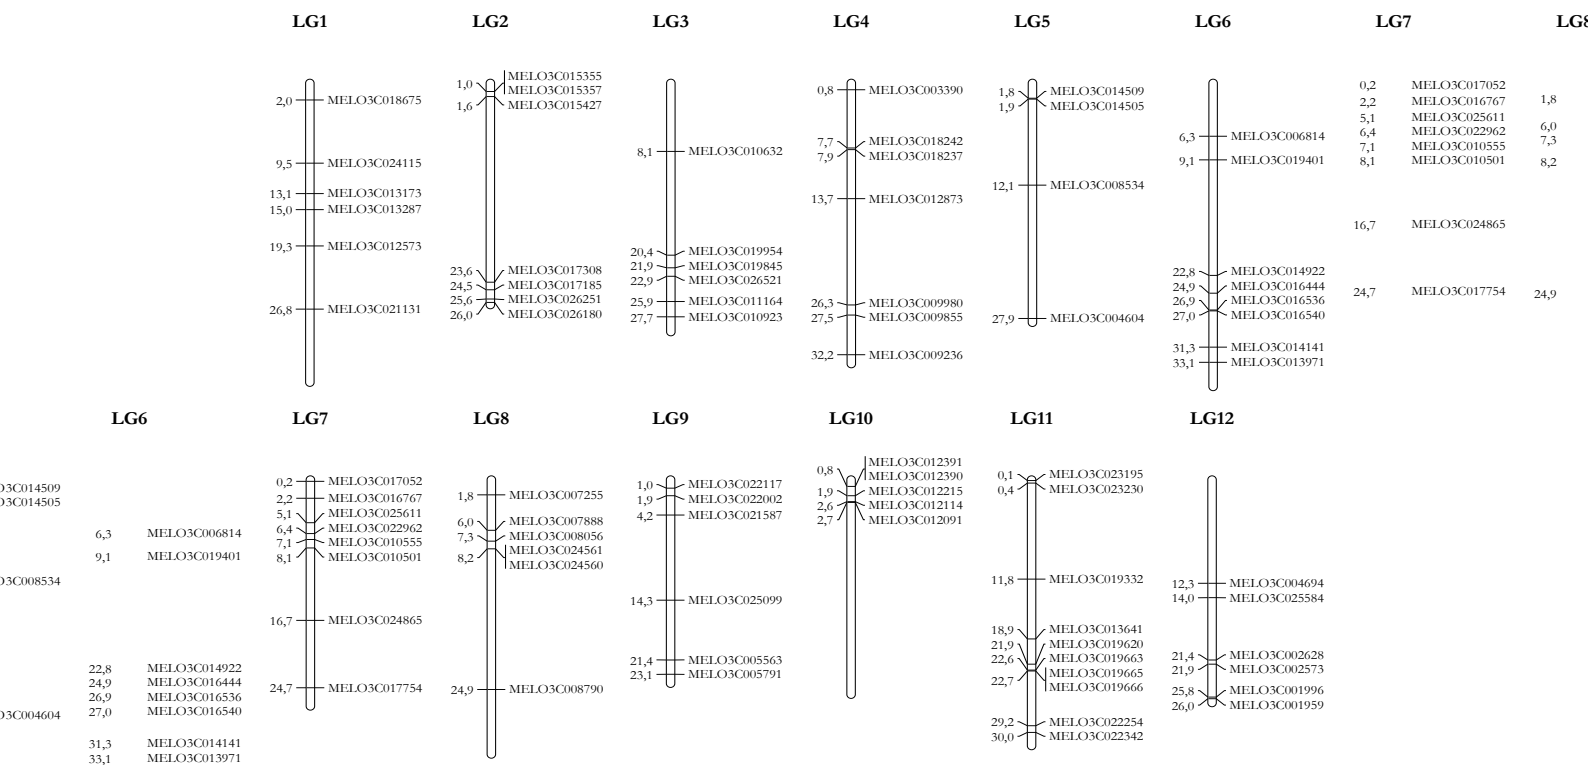 LG1 LG2 LG3 LG4 LG5 LG6 LG7 LG8
2,0 MELO3C018675
9,5 MELO3C024115
13,1 MELO3C013173
15,0 MELO3C013287
19,3 MELO3C012573
26,8 MELO3C021131
1,0 MELO3C015355
MELO3C015357
1,6 MELO3C015427
23,6 MELO3C017308
24,5 MELO3C017185
25,6 MELO3C026251
26,0 MELO3C026180
8,1 MELO3C010632
20,4 MELO3C019954
21,9 MELO3C019845
22,9 MELO3C026521
25,9 MELO3C011164
27,7 MELO3C010923
0,8 MELO3C003390
7,7 MELO3C018242
7,9 MELO3C018237
13,7 MELO3C012873
26,3 MELO3C009980
27,5 MELO3C009855
32,2 MELO3C009236
1,8 MELO3C014509
1,9 MELO3C014505
12,1 MELO3C008534
27,9 MELO3C004604
6,3 MELO3C006814
9,1 MELO3C019401
22,8 MELO3C014922
24,9 MELO3C016444
26,9 MELO3C016536
27,0 MELO3C016540
31,3 MELO3C014141
33,1 MELO3C013971
0,2 MELO3C017052
2,2 MELO3C016767
5,1 MELO3C025611
6,4 MELO3C022962
7,1 MELO3C010555
8,1 MELO3C010501
16,7 MELO3C024865
24,7 MELO3C017754
1,8
6,0
7,3
8,2
24,9
LG6 LG7 LG8 LG9 LG10 LG11 LG12
O3C014509
O3C014505
O3C008534
O3C004604
6,3 MELO3C006814
9,1 MELO3C019401
22,8 MELO3C014922
24,9 MELO3C016444
26,9 MELO3C016536
27,0 MELO3C016540
31,3 MELO3C014141
33,1 MELO3C013971
0,2 MELO3C017052
2,2 MELO3C016767
5,1 MELO3C025611
6,4 MELO3C022962
7,1 MELO3C010555
8,1 MELO3C010501
16,7 MELO3C024865
24,7 MELO3C017754
1,8 MELO3C007255
6,0 MELO3C007888
7,3 MELO3C008056
8,2 MELO3C024561
MELO3C024560
24,9 MELO3C008790
1,0 MELO3C022117
1,9 MELO3C022002
4,2 MELO3C021587
14,3 MELO3C025099
21,4 MELO3C005563
23,1 MELO3C005791
0,8 MELO3C012391
MELO3C012390
1,9 MELO3C012215
2,6 MELO3C012114
2,7 MELO3C012091
0,1 MELO3C023195
0,4 MELO3C023230
11,8 MELO3C019332
18,9 MELO3C013641
21,9 MELO3C019620
22,6 MELO3C019663
22,7 MELO3C019665
MELO3C019666
29,2 MELO3C022254
30,0 MELO3C022342
12,3 MELO3C004694
14,0 MELO3C025584
21,4 MELO3C002628
21,9 MELO3C002573
25,8 MELO3C001996
26,0 MELO3C001959